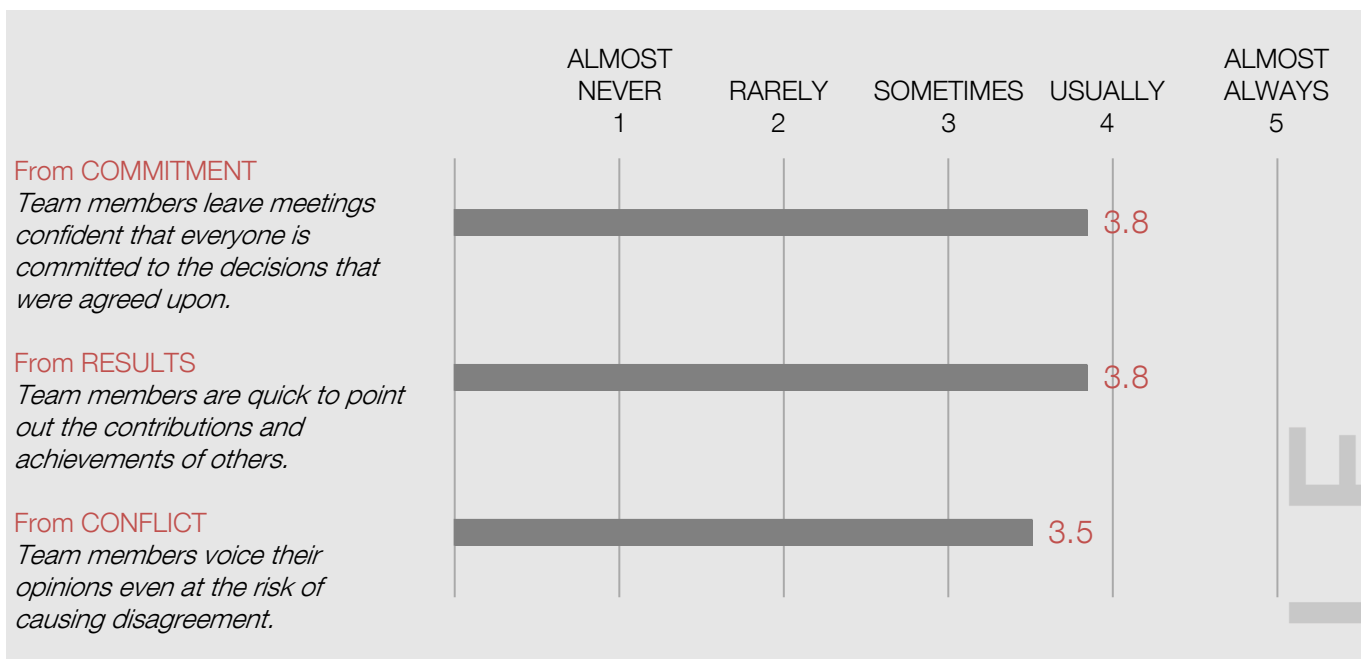 ALMOST
NEVER
1
RARELY
2
SOMETIMES
3
USUALLY
4
ALMOST
ALWAYS
5
From COMMITMENT
Team members leave meetings
confident that everyone is
committed to the decisions that
were agreed upon.
3.8
From RESULTS
Team members are quick to point
out the contributions and
achievements of others.
3.8
From CONFLICT
Team members voice their
opinions even at the risk of
causing disagreement.
3.5